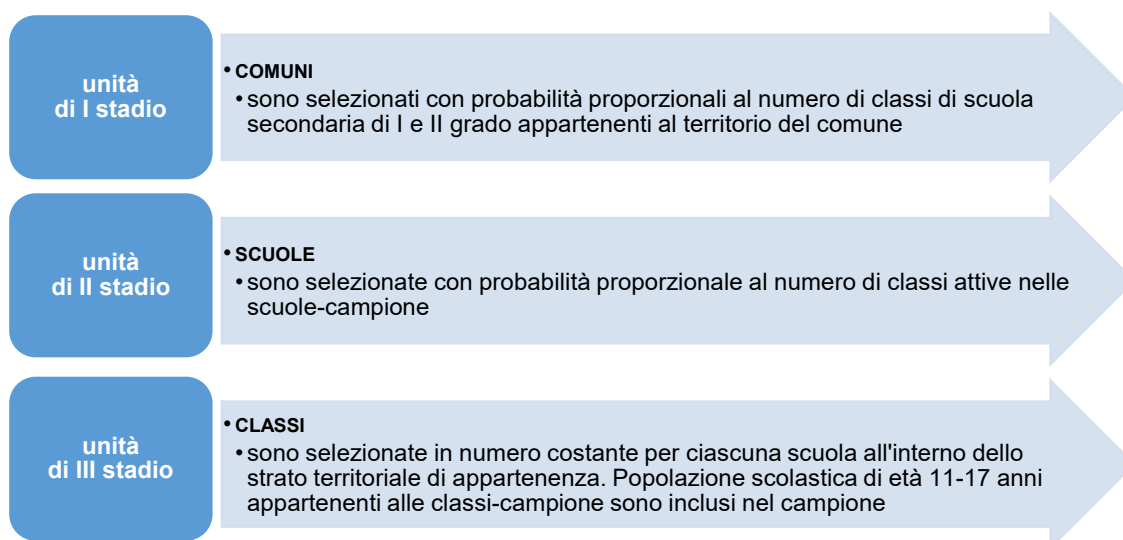 unità
di I stadio
• COMUNI
• sono selezionati con probabilità proporzionali al numero di classi di scuola
secondaria di I e II grado appartenenti al territorio del comune
unità
di II stadio
• SCUOLE
• sono selezionate con probabilità proporzionale al numero di classi attive nelle
scuole-campione
unità
di III stadio
• CLASSI
• sono selezionate in numero costante per ciascuna scuola all'interno dello
strato territoriale di appartenenza. Popolazione scolastica di età 11-17 anni
appartenenti alle classi-campione sono inclusi nel campione